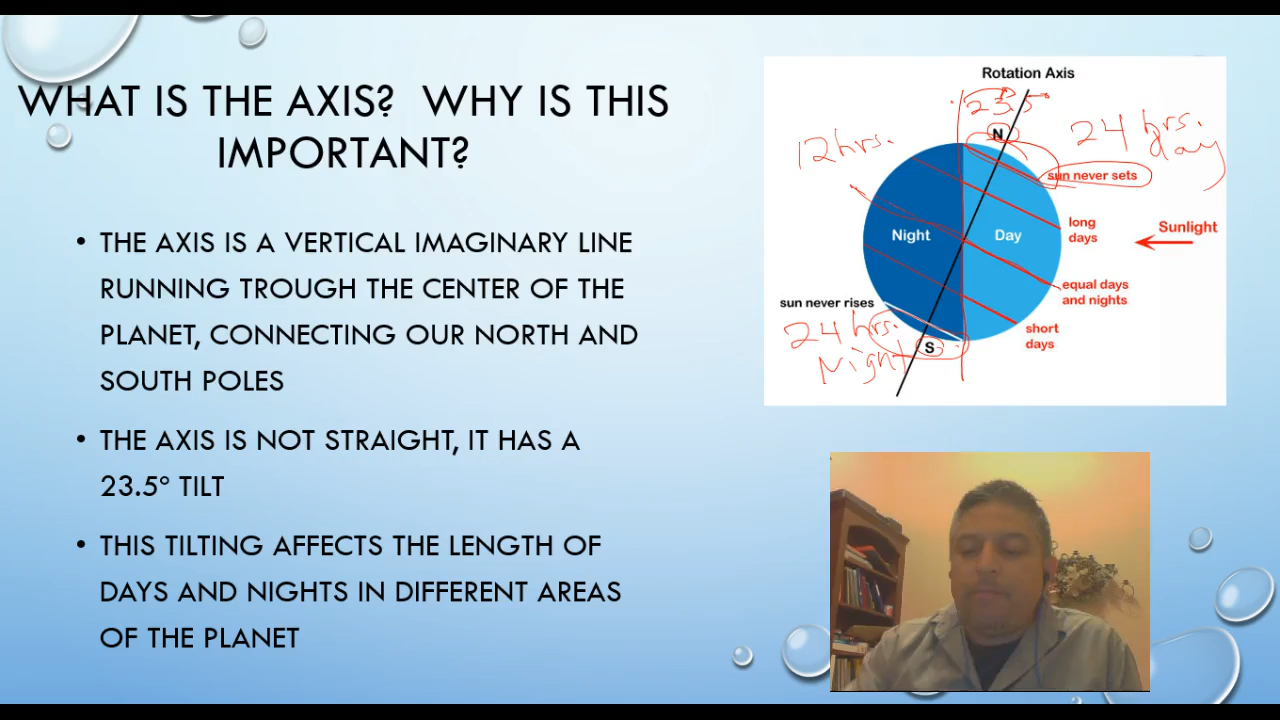 WHAT IS THE AXIS? WHY IS THIS
IMPORTANT?
• THE AXIS IS A VERTICAL IMAGINARY LINE
RUNNING TROUGH THE CENTER OF THE
PLANET, CONNECTING OUR NORTH AND
SOUTH POLES
• THE AXIS IS NOT STRAIGHT, IT HAS A
23.5° TILT
• THIS TILTING AFFECTS THE LENGTH OF
DAYS AND NIGHTS IN DIFFERENT AREAS
OF THE PLANET
Rotation Axis
23.5°
N
24 hrs.
day
12 hrs.
sun never sets
long
days
Sunlight
Night
Day
equal days
and nights
sun never rises
short
days
24 hrs.
Night
S